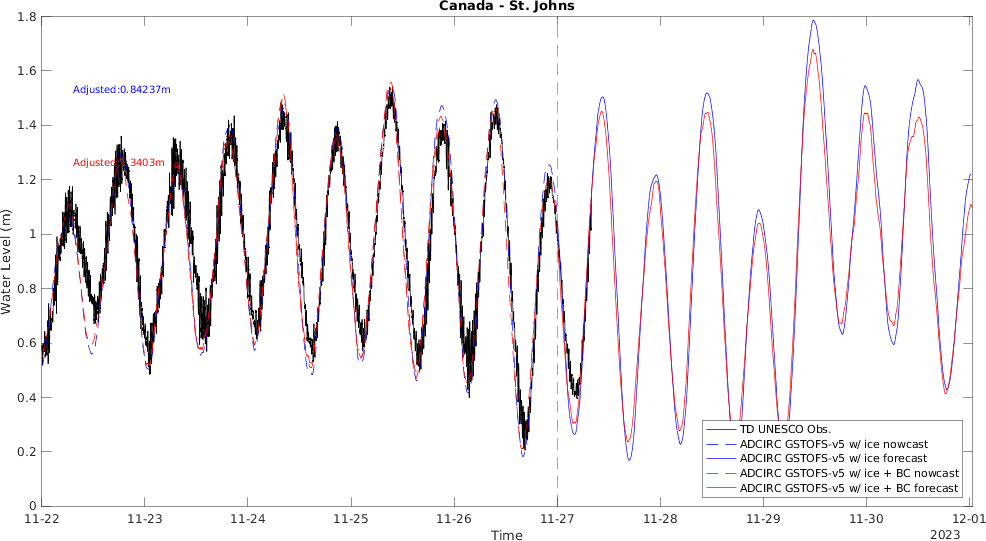 Canada - St. Johns
1.8
1.6
1.4
1.2
1
0.8
0.6
0.4
0.2
0
Water Level (m)
Adjusted:0.84237m
Adjusted: .3403m
TD UNESCO Obs.
ADCIRC GSTOFS-v5 w/ ice nowcast
ADCIRC GSTOFS-v5 w/ ice forecast
ADCIRC GSTOFS-v5 w/ ice + BC nowcast
ADCIRC GSTOFS-v5 w/ ice + BC forecast
11-22 11-23 11-24 11-25 11-26 11-27 11-28 11-29 11-30 12-01
Time
2023